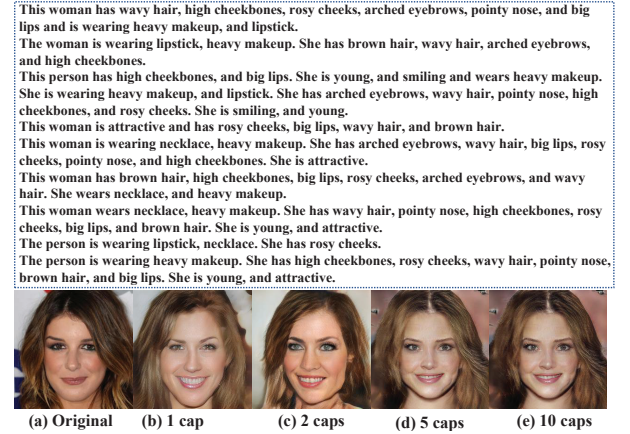 This woman has wavy hair, high cheekbones, rosy cheeks, arched eyebrows, pointy nose, and big
lips and is wearing heavy makeup, and lipstick.
The woman is wearing lipstick, heavy makeup. She has brown hair, wavy hair, arched eyebrows,
and high cheekbones.
This person has high cheekbones, and big lips. She is young, and smiling and wears heavy makeup.
She is wearing heavy makeup, and lipstick. She has arched eyebrows, wavy hair, pointy nose, high
cheekbones, and rosy cheeks. She is smiling, and young.
This woman is attractive and has rosy cheeks, big lips, wavy hair, and brown hair.
This woman is wearing necklace, heavy makeup. She has arched eyebrows, wavy hair, big lips, rosy
cheeks, pointy nose, and high cheekbones. She is attractive.
This woman has brown hair, high cheekbones, big lips, rosy cheeks, arched eyebrows, and wavy
hair. She wears necklace, and heavy makeup.
This woman wears necklace, heavy makeup. She has wavy hair, pointy nose, high cheekbones, rosy
cheeks, big lips, and brown hair. She is young, and attractive.
The person is wearing lipstick, necklace. She has rosy cheeks.
The person is wearing heavy makeup. She has high cheekbones, rosy cheeks, wavy hair, pointy nose,
brown hair, and big lips. She is young, and attractive.
(a) Original (b) 1 cap (c) 2 caps (d) 5 caps (e) 10 caps